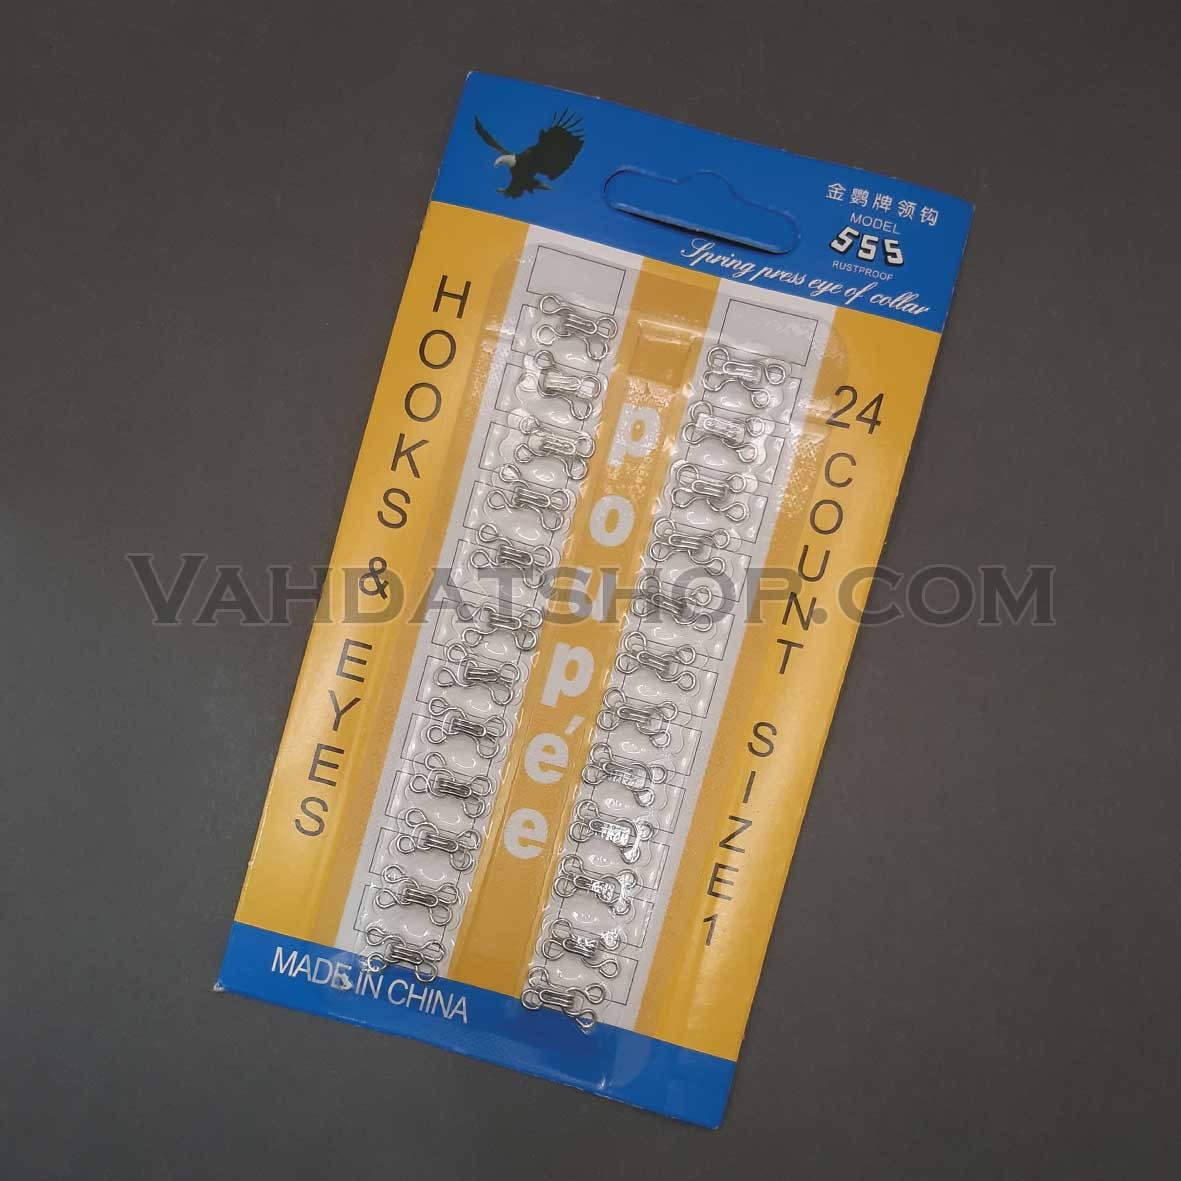 金鹦牌领钩
MODEL
555
RUSTPROOF
Spring press eye of collar
HOOKS & EYES
poupée
24 COUNT SIZE1
MADE IN CHINA
VAHDATSHOP.COM